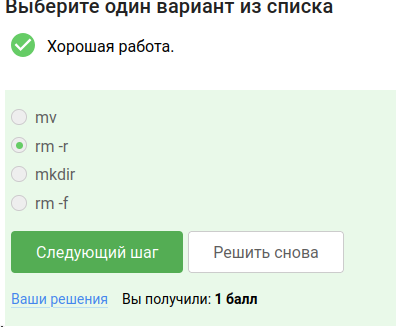 Выберите один вариант из списка
Хорошая работа.
mv
rm -r
mkdir
rm -f
Следующий шаг
Решить снова
Ваши решения Вы получили: 1 балл